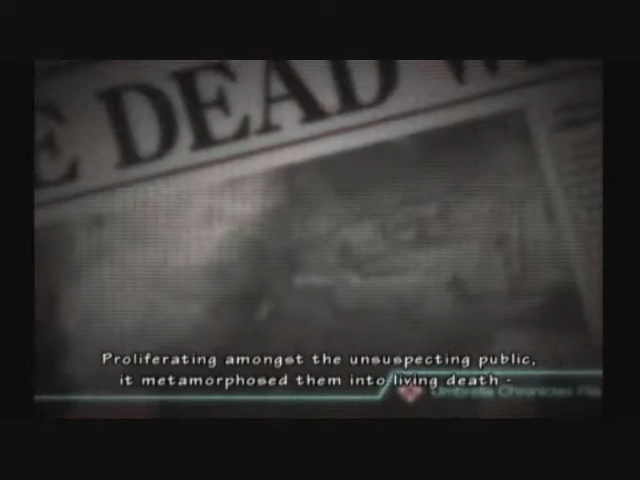 E DEAD W
Proliferating amongst the unsuspecting public,
it metamorphosed them into living death -
Umbrella Chronicles File